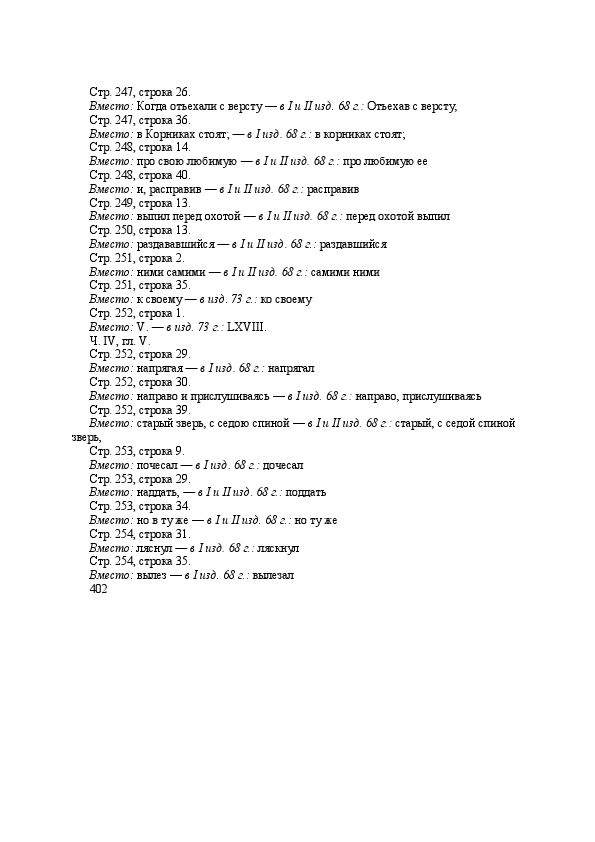 Стр. 247, строка 26.
Вместо: Когда отъехали с версту — в I и II изд. 68 г.: Отъехав с версту,
Стр. 247, строка 36.
Вместо: в Корниках стоят; — в I изд. 68 г.: в корниках стоят;
Стр. 248, строка 14.
Вместо: про свою любимую — в I и II изд. 68 г.: про любимую ее
Стр. 248, строка 40.
Вместо: и, расправив — в I и II изд. 68 г.: расправив
Стр. 249, строка 13.
Вместо: выпил перед охотой — в I и II изд. 68 г.: перед охотой выпил
Стр. 250, строка 13.
Вместо: раздававшийся — в I и II изд. 68 г.: раздавшийся
Стр. 251, строка 2.
Вместо: ними самими — в I и II изд. 68 г.: самими ними
Стр. 251, строка 35.
Вместо: к своему — в изд. 73 г.: ко своему
Стр. 252, строка 1.
Вместо: V. — в изд. 73 г.: LXVIII.
Ч. IV, гл. V.
Стр. 252, строка 29.
Вместо: напрягая — в I изд. 68 г.: напрягал
Стр. 252, строка 30.
Вместо: направо и прислушиваясь — в I изд. 68 г.: направо, прислушиваясь
Стр. 252, строка 39.
Вместо: старый зверь, с седою спиной — в I и II изд. 68 г.: старый, с седой спиной
зверь,
Стр. 253, строка 9.
Вместо: почесал — в I изд. 68 г.: дочесал
Стр. 253, строка 29.
Вместо: наддать, — в I и II изд. 68 г.: поддать
Стр. 253, строка 34.
Вместо: но в ту же — в I и II изд. 68 г.: но ту же
Стр. 254, строка 31.
Вместо: ляснул — в I изд. 68 г.: ляскнул
Стр. 254, строка 35.
Вместо: вылез — в I изд. 68 г.: вылезал
402